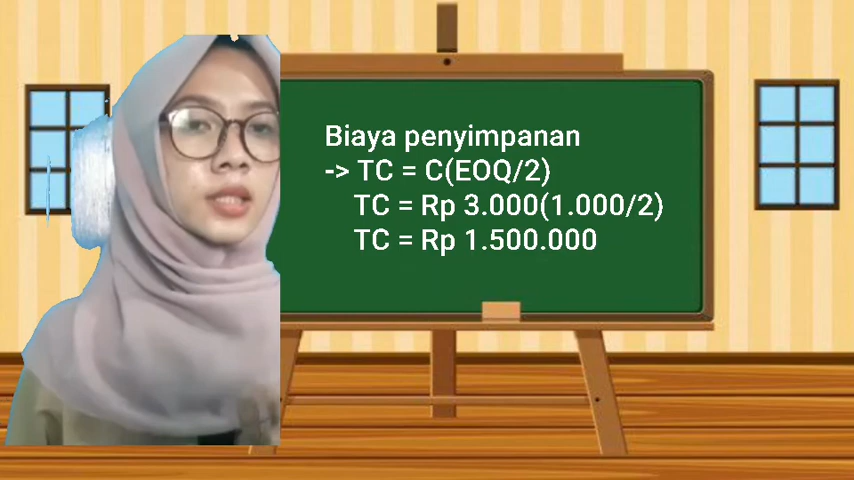 Biaya penyimpanan
-> TC = C(EOQ/2)
TC = Rp 3.000(1.000/2)
TC = Rp 1.500.000